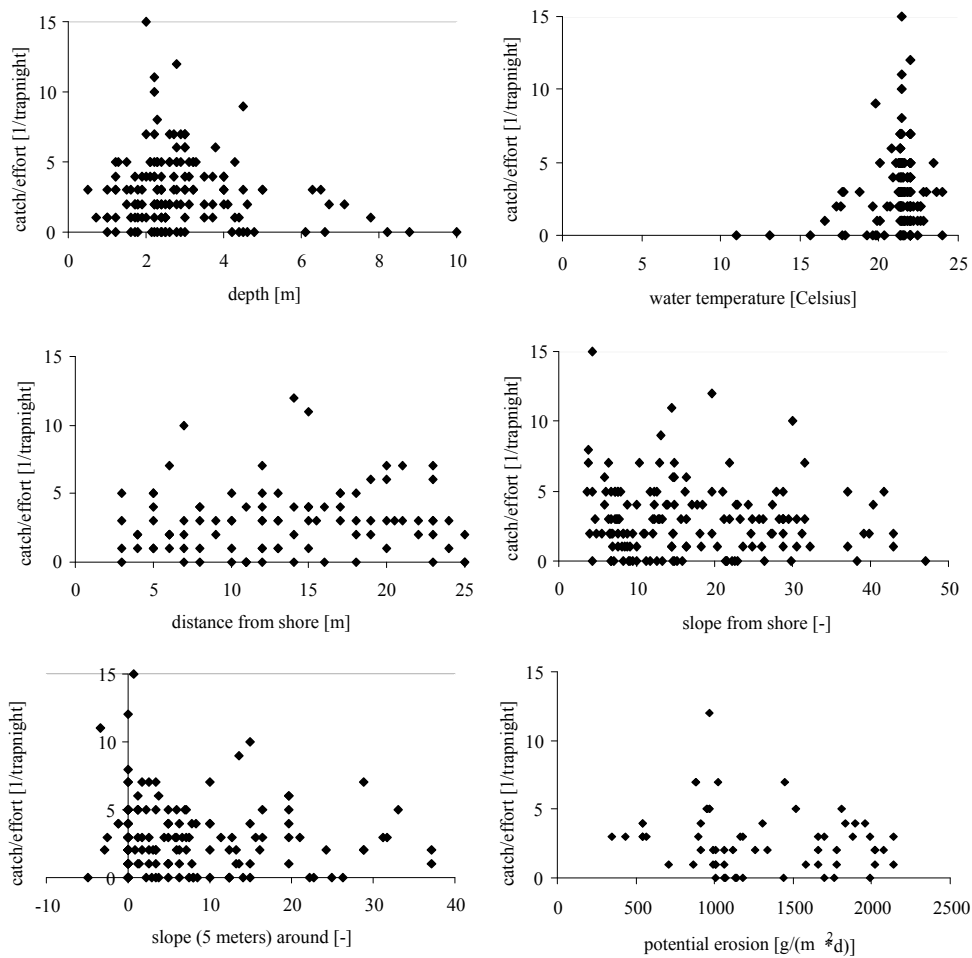 15
10
5
0
catch/effort [1/trapnight]
0 2 4 6 8 10
depth [m]
15
10
5
0
catch/effort [1/trapnight]
0 5 10 15 20 25
water temperature [Celsius]
15
10
5
0
catch/effort [1/trapnight]
0 5 10 15 20 25
distance from shore [m]
15
10
5
0
catch/effort [1/trapnight]
0 10 20 30 40 50
slope from shore [-]
15
10
5
0
catch/effort [1/trapnight]
-10 0 10 20 30 40
slope (5 meters) around [-]
15
10
5
0
catch/effort [1/trapnight]
0 500 1000 1500 2000 2500
potential erosion [g/(m²*d)]